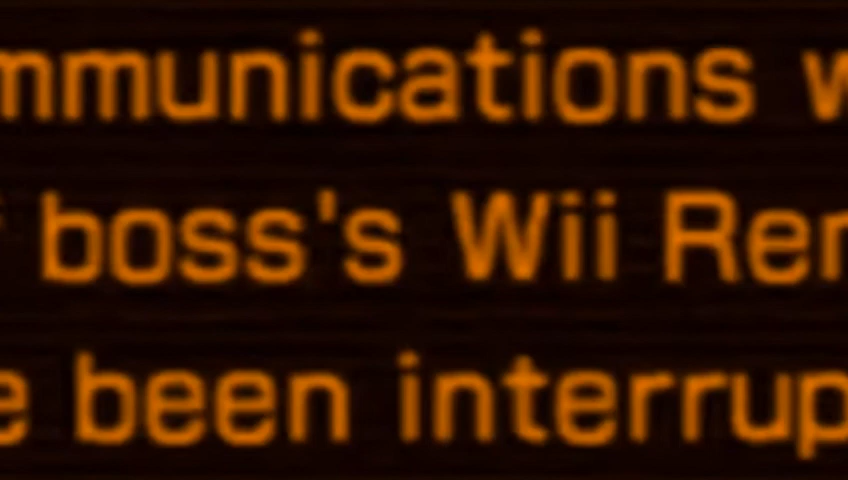 mmunications w
boss's Wii Rem
e been interrup